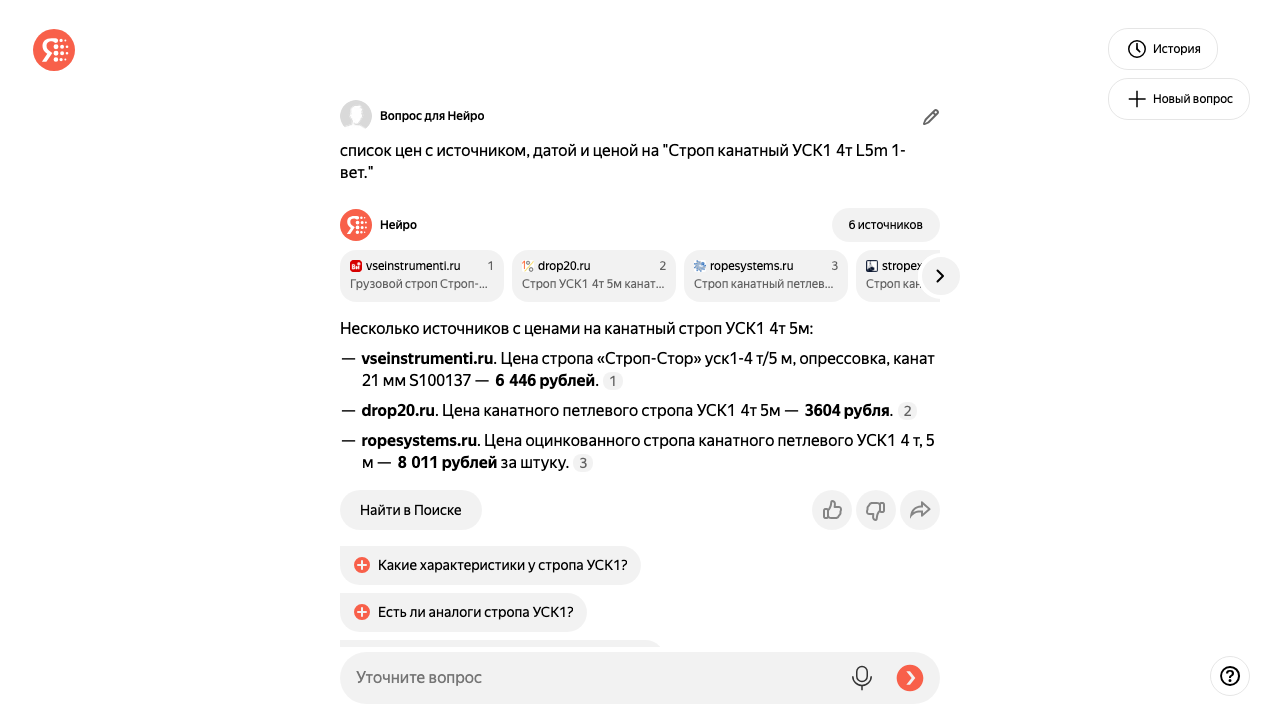 История
Новый вопрос
Вопрос для Нейро
список цен с источником, датой и ценой на "Строп канатный УСК1 4т L5m 1-
вет."
Нейро
6 источников
vseinstrumenti.ru 1
Грузовой строп Строп-...
drop20.ru 2
Строп УСК1 4т 5м канат...
ropesystems.ru 3
Строп канатный петлев...
stropex
Строп кан
Несколько источников с ценами на канатный строп УСК1 4т 5м:
— vseinstrumenti.ru. Цена стропа «Строп-Стор» уск1-4 т/5 м, опрессовка, канат
21 мм S100137 — 6 446 рублей. 1
— drop20.ru. Цена канатного петлевого стропа УСК1 4т 5м — 3604 рубля. 2
— ropesystems.ru. Цена оцинкованного стропа канатного петлевого УСК1 4 т, 5
м — 8 011 рублей за штуку. 3
Найти в Поиске
Какие характеристики у стропа УСК1?
Есть ли аналоги стропа УСК1?
Уточните вопрос